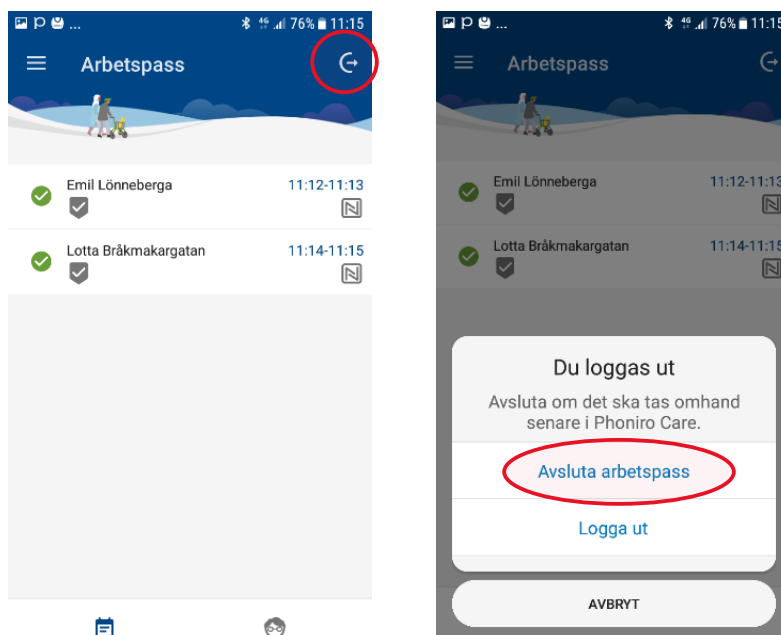 76% 11:15
Arbetspass
Emil Lönneberga 11:12-11:13
Lotta Bråkmakargatan 11:14-11:15
76% 11:15
Arbetspass
Emil Lönneberga 11:12-11:13
Lotta Bråkmakargatan 11:14-11:15
Du loggas ut
Avsluta om det ska tas omhand
senare i Phoniro Care.
Avsluta arbetspass
Logga ut
AVBRYT